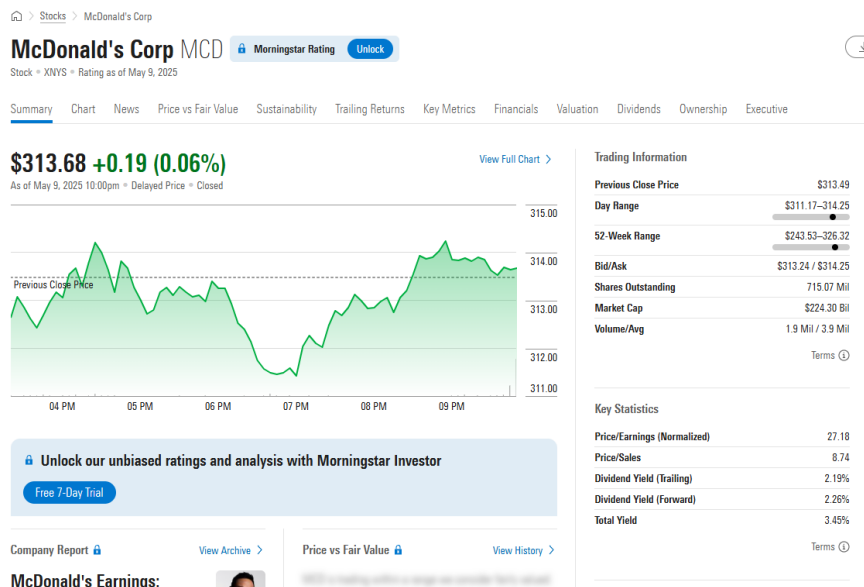 Stocks McDonald's Corp
McDonald's Corp MCD Morningstar Rating Unlock
Stock XNYS Rating as of May 9, 2025
Summary Chart News Price vs Fair Value Sustainability Trailing Returns Key Metrics Financials Valuation Dividends Ownership Executive
$313.68 +0.19 (0.06%)
View Full Chart
As of May 9, 2025 10:00pm • Delayed Price • Closed
315.00
314.00
Previous Close Price
313.00
312.00
311.00
04 PM 05 PM 06 PM 07 PM 08 PM 09 PM
Unlock our unbiased ratings and analysis with Morningstar Investor
Free 7-Day Trial
Company Report View Archive
McDonald's Earnings:
Price vs Fair Value View History
Trading Information
Previous Close Price $313.49
Day Range $311.17–314.25
52-Week Range $243.53–326.32
Bid/Ask $313.24 / $314.25
Shares Outstanding 715.07 Mil
Market Cap $224.30 Bil
Volume/Avg 1.9 Mil / 3.9 Mil
Terms
Key Statistics
Price/Earnings (Normalized) 27.18
Price/Sales 8.74
Dividend Yield (Trailing) 2.19%
Dividend Yield (Forward) 2.26%
Total Yield 3.45%
Terms